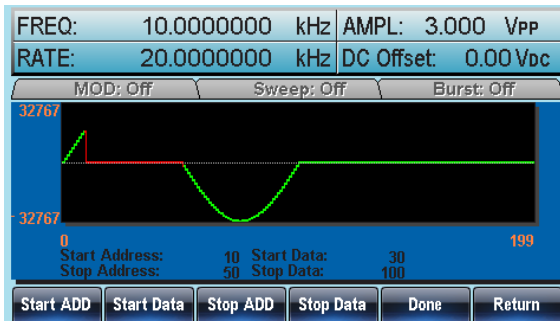 FREQ: 10.0000000 kHz AMPL: 3.000 VPP
RATE: 20.0000000 kHz DC Offset: 0.00 VDC
MOD: Off Sweep: Off Burst: Off
32767
-32767
0 199
Start Address: 10 Start Data: 30
Stop Address: 50 Stop Data: 100
Start ADD Start Data Stop ADD Stop Data Done Return